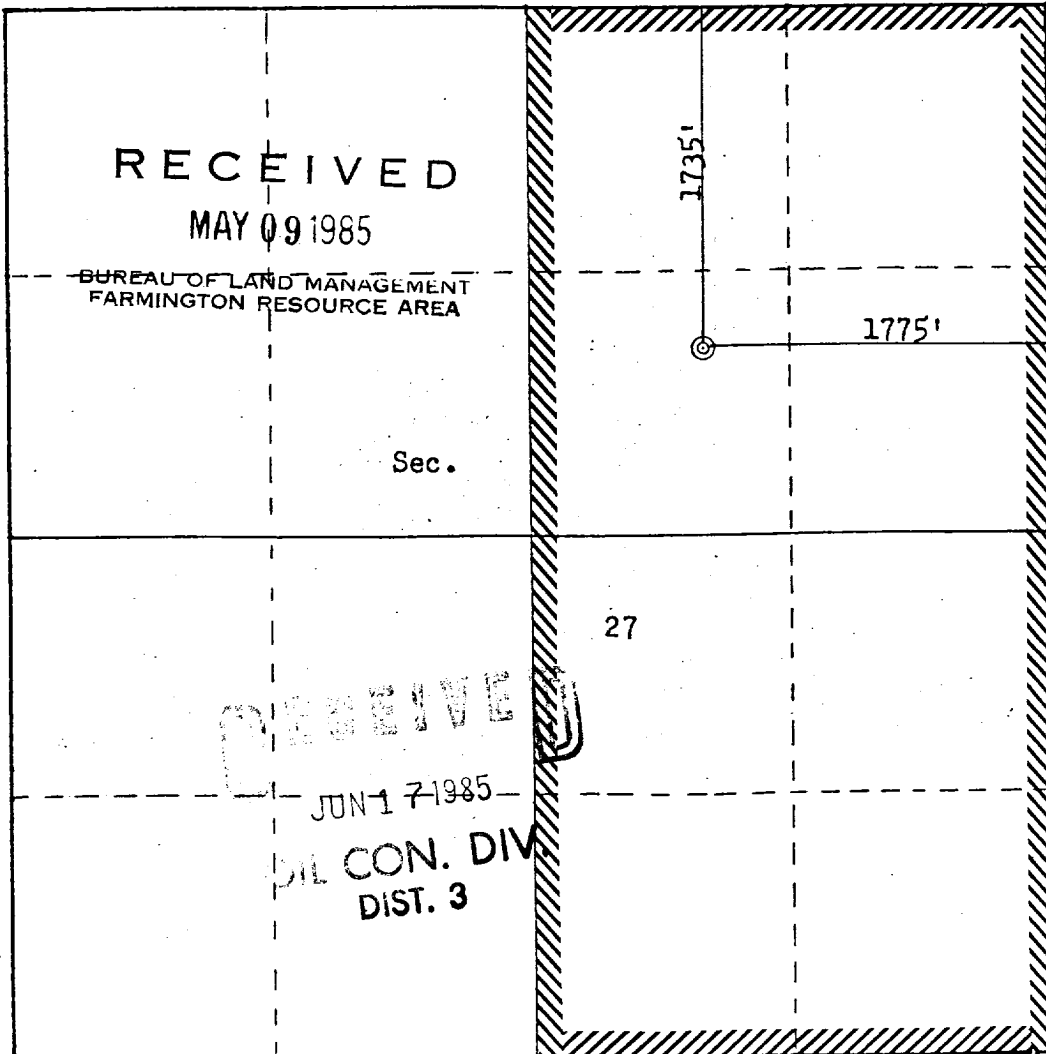 1735'
RECEIVED
MAY 09 1985
BUREAU OF LAND MANAGEMENT
FARMINGTON RESOURCE AREA
1775'
Sec.
27
RECEIVED
JUN 17 1985
OIL CON. DIV.
DIST. 3